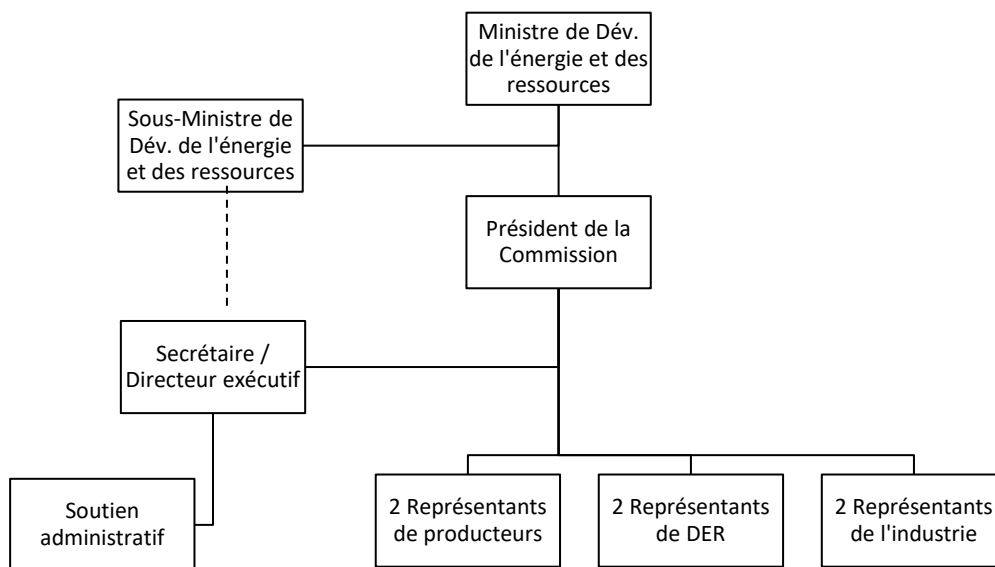 Ministre de Dév.
de l'énergie et des
ressources
Sous-Ministre de
Dév. de l'énergie
et des ressources
Président de la
Commission
Secrétaire /
Directeur exécutif
Soutien
administratif
2 Représentants
de producteurs
2 Représentants
de DER
2 Représentants
de l'industrie